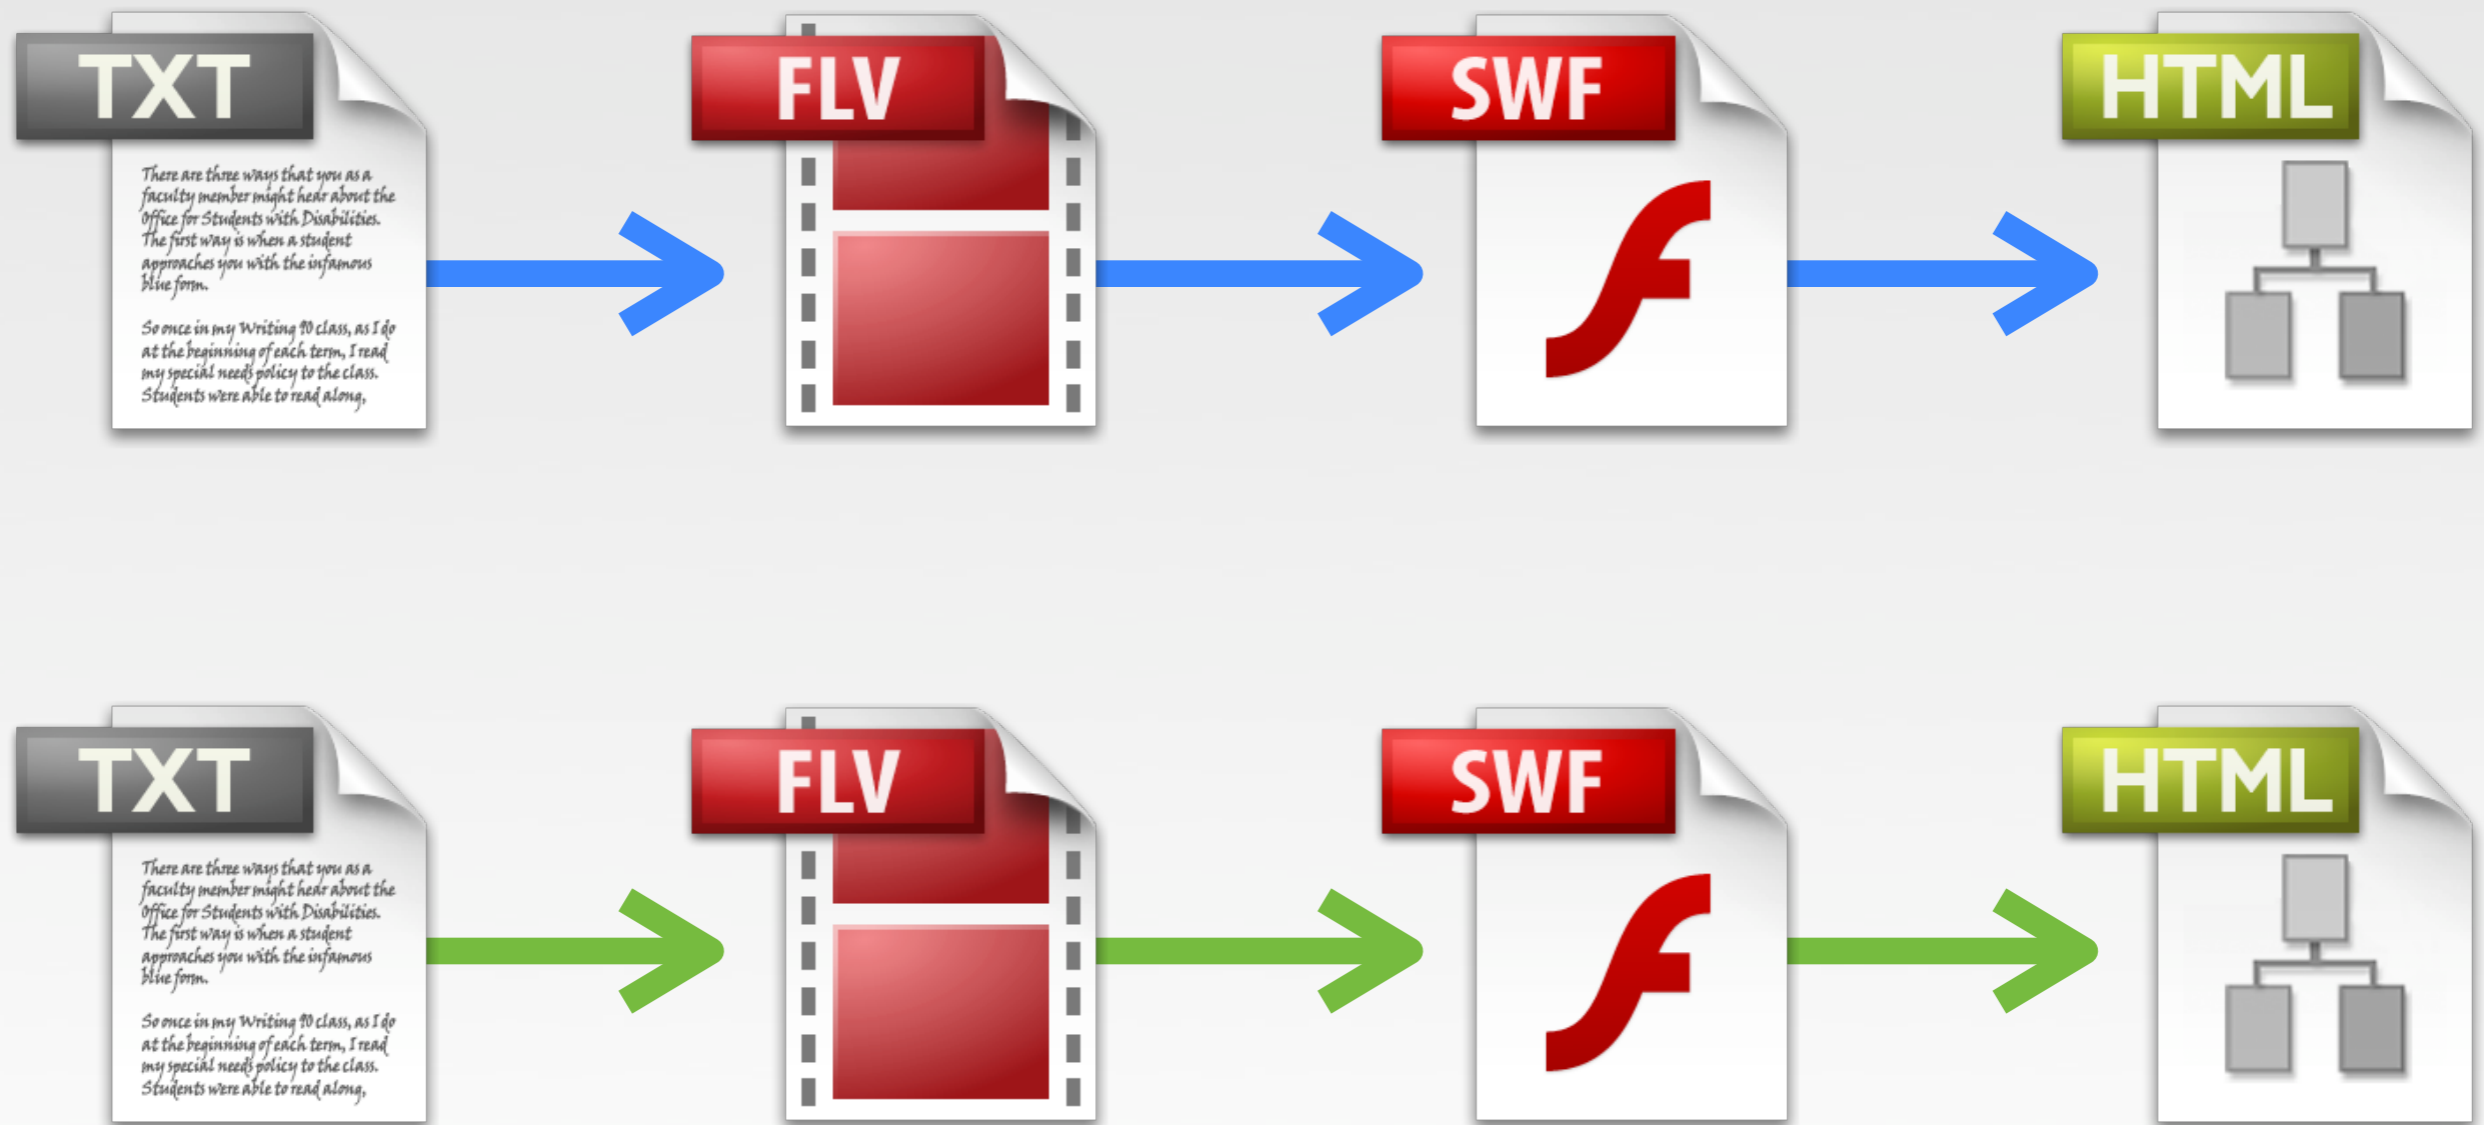 TXT
FLV
SWF
HTML
There are three ways that you as a
faculty member might hear about the
Office for Students with Disabilities.
The first way is when a student
approaches you with the infamous
blue form.
So once in my Writing 90 class, as I do
at the beginning of each term, I read
my special needs policy to the class.
Students were able to read along,
TXT
FLV
SWF
HTML
There are three ways that you as a
faculty member might hear about the
Office for Students with Disabilities.
The first way is when a student
approaches you with the infamous
blue form.
So once in my Writing 90 class, as I do
at the beginning of each term, I read
my special needs policy to the class.
Students were able to read along,